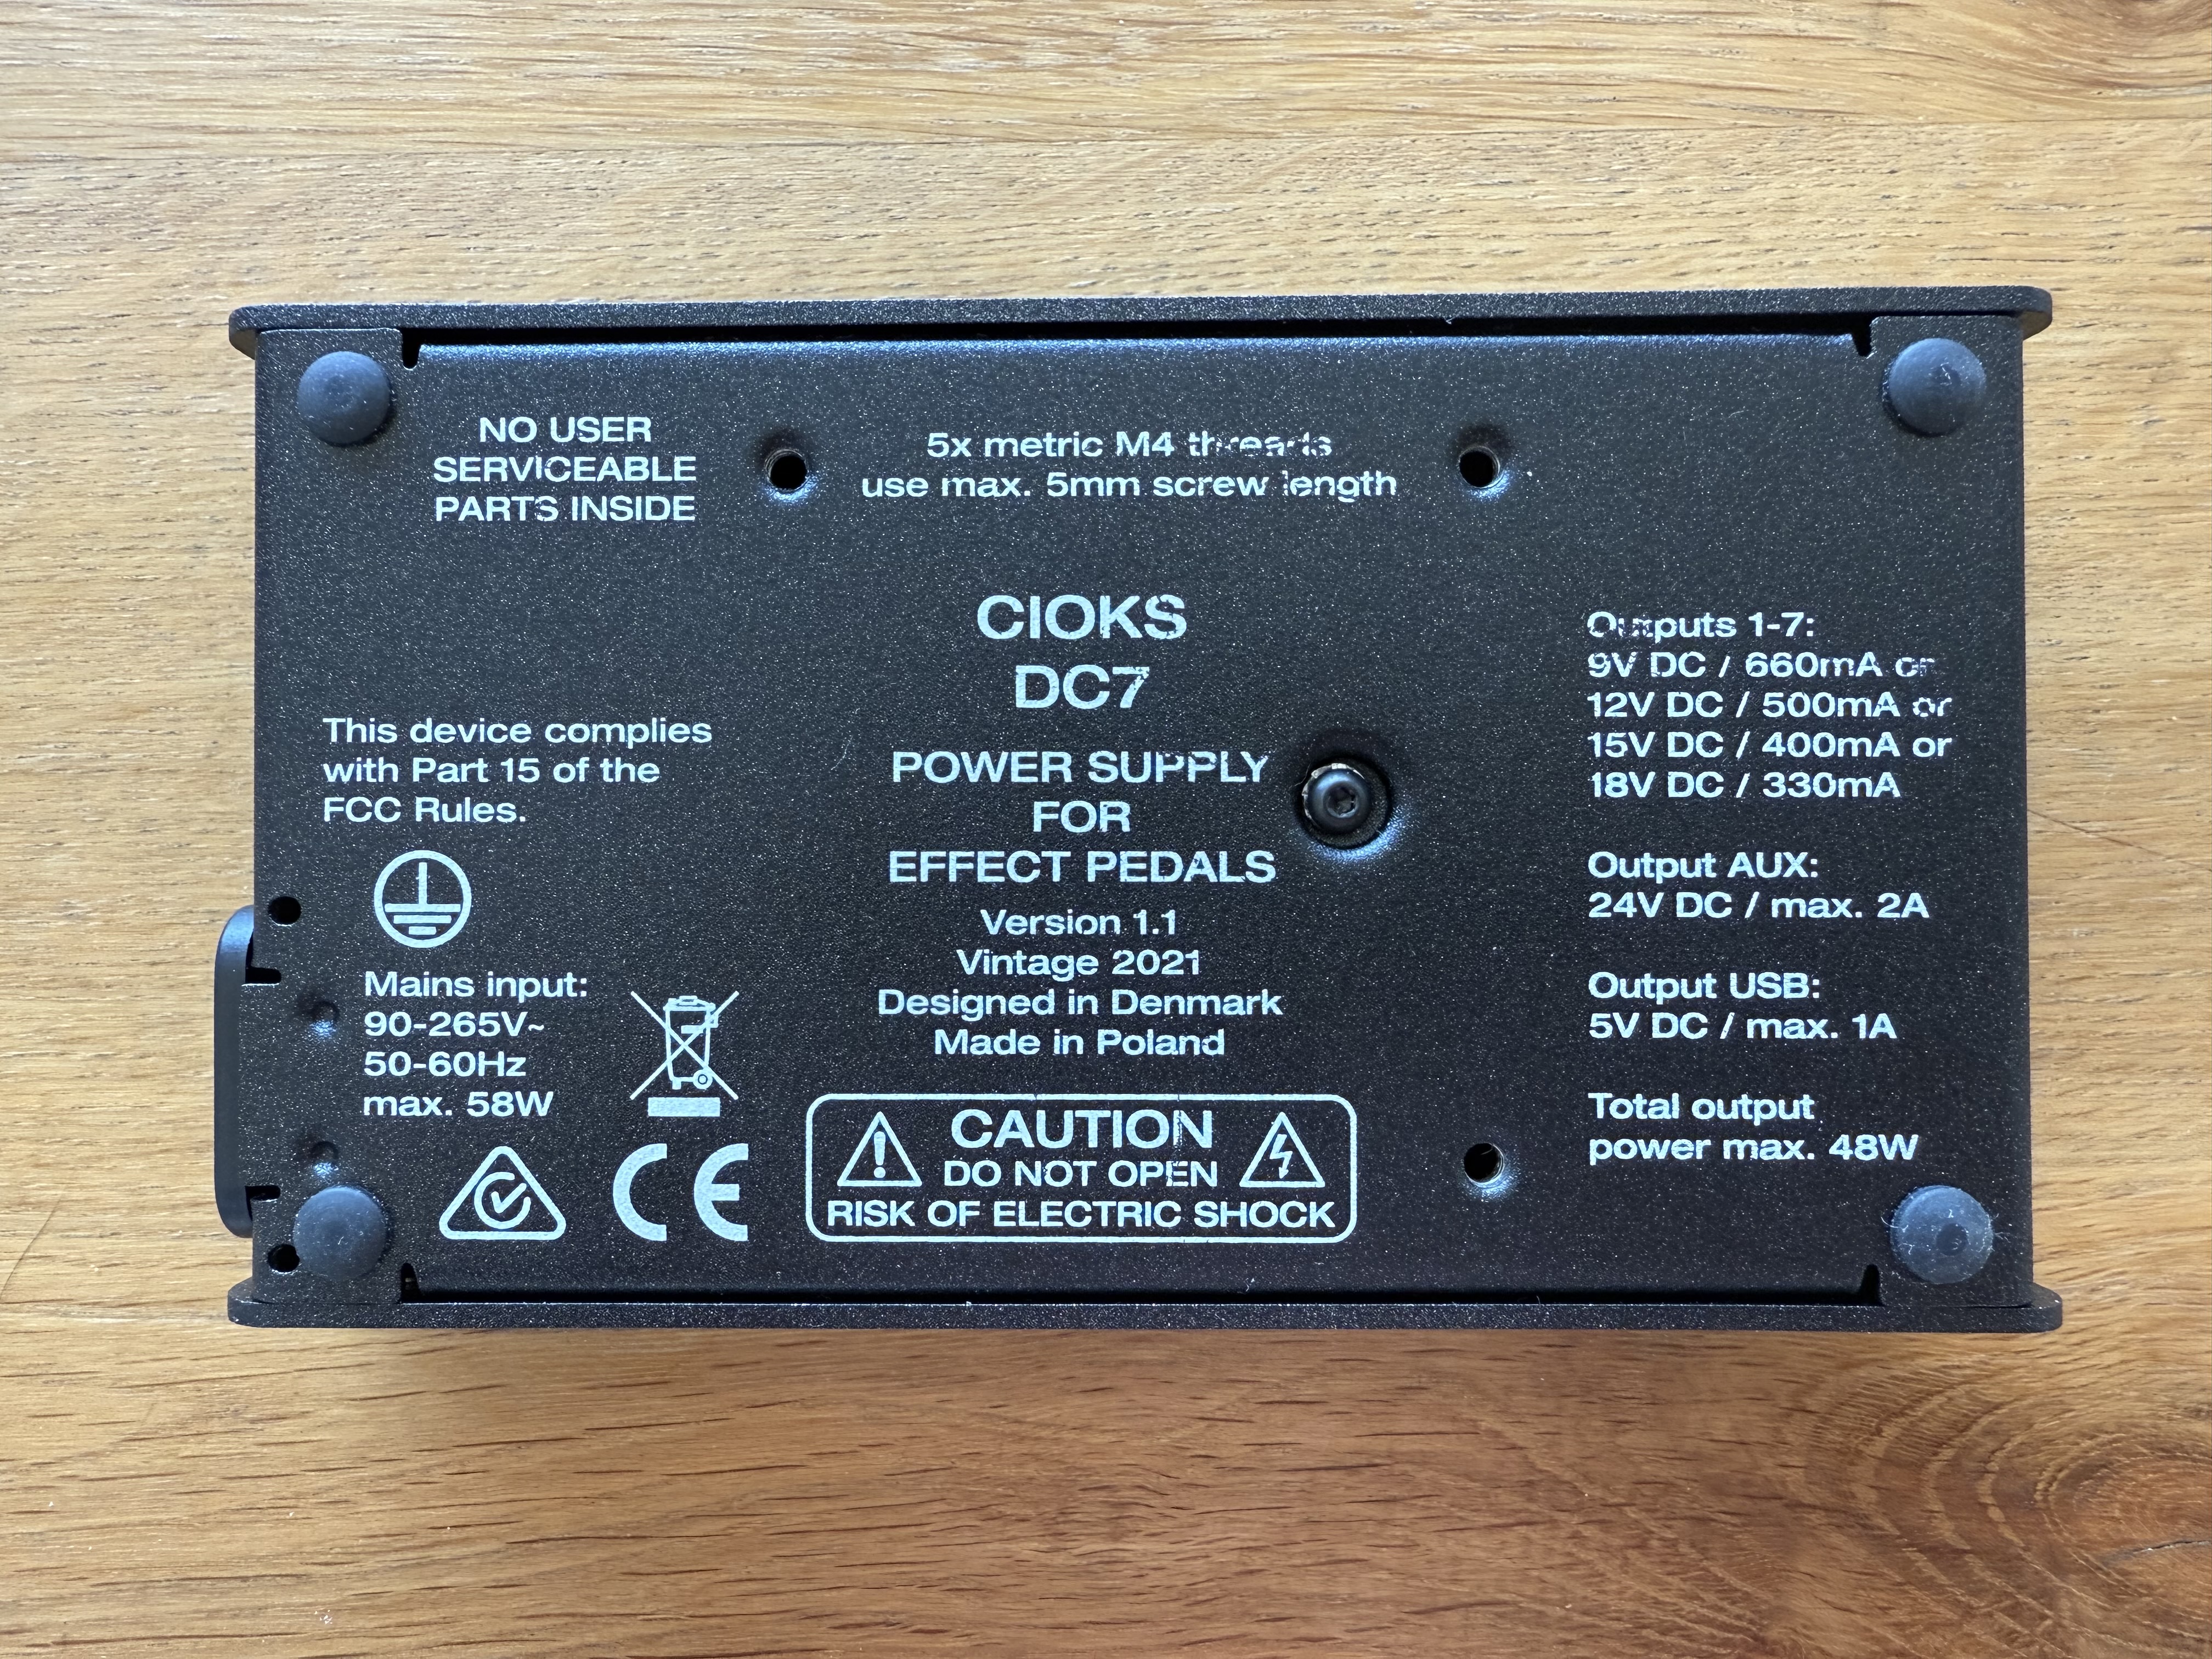 NO USER
SERVICEABLE
PARTS INSIDE
5x metric M4 threads
use max. 5mm screw length
CIOKS
DC7
POWER SUPPLY
FOR
EFFECT PEDALS
Version 1.1
Vintage 2021
Designed in Denmark
Made in Poland
This device complies
with Part 15 of the
FCC Rules.
Mains input:
90-265V~
50-60Hz
max. 58W
CE
CAUTION
DO NOT OPEN
RISK OF ELECTRIC SHOCK
Outputs 1-7:
9V DC / 660mA or
12V DC / 500mA or
15V DC / 400mA or
18V DC / 330mA
Output AUX:
24V DC / max. 2A
Output USB:
5V DC / max. 1A
Total output
power max. 48W